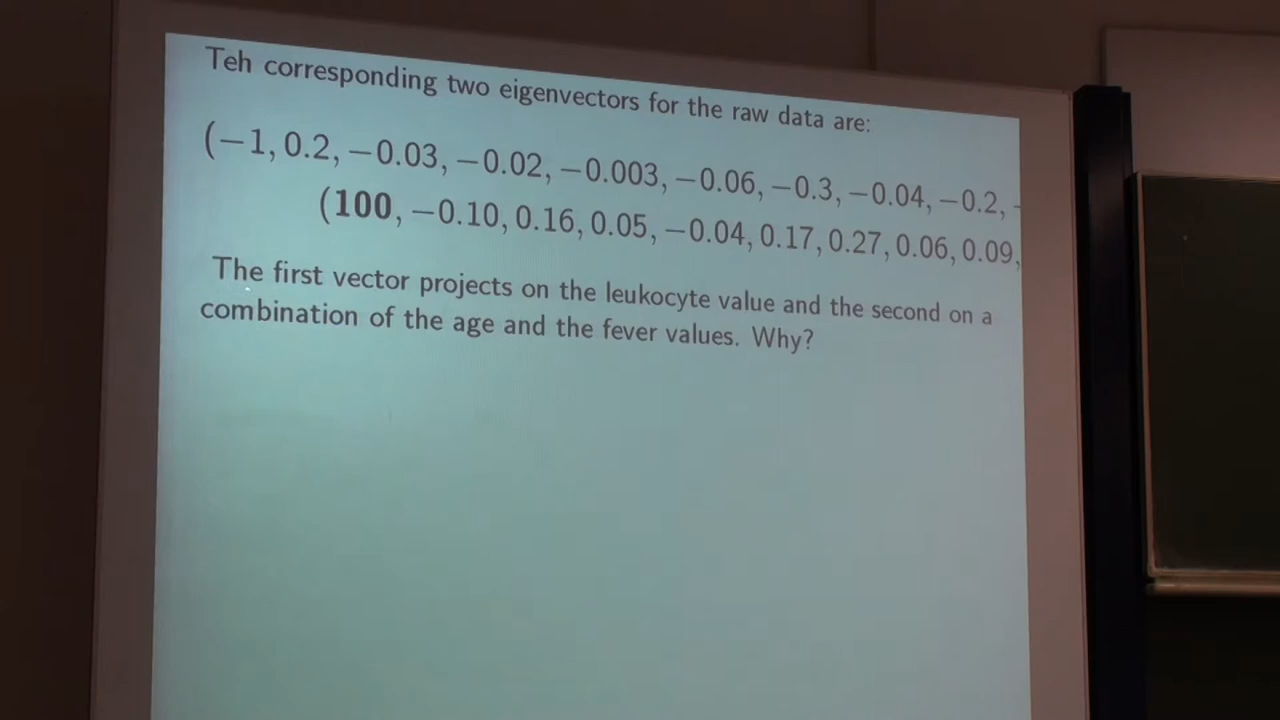 Teh corresponding two eigenvectors for the raw data are:
(−1, 0.2, −0.03, −0.02, −0.003, −0.06, −0.3, −0.04, −0.2, -
(100, −0.10, 0.16, 0.05, −0.04, 0.17, 0.27, 0.06, 0.09,
The first vector projects on the leukocyte value and the second on a
combination of the age and the fever values. Why?